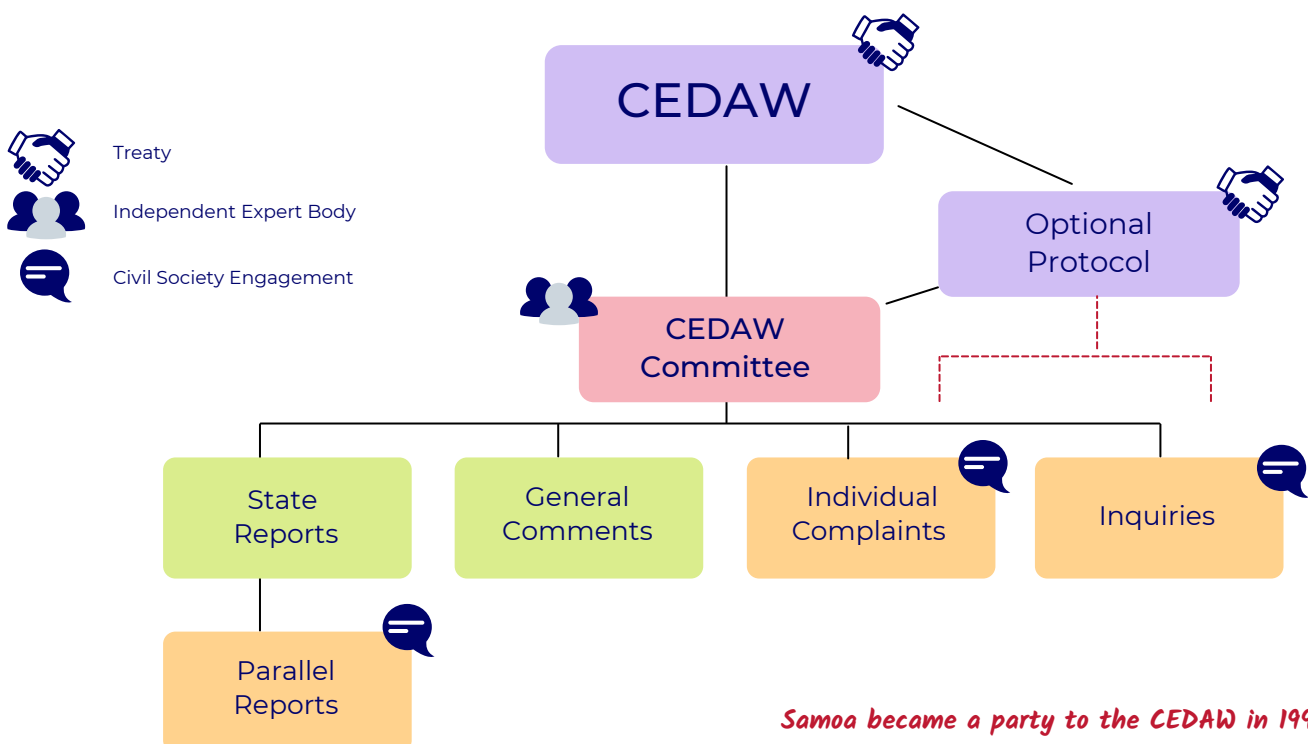 CEDAW
Treaty
Independent Expert Body
Civil Society Engagement
Optional
Protocol
CEDAW
Committee
State
Reports
General
Comments
Individual
Complaints
Inquiries
Parallel
Reports
Samoa became a party to the CEDAW in